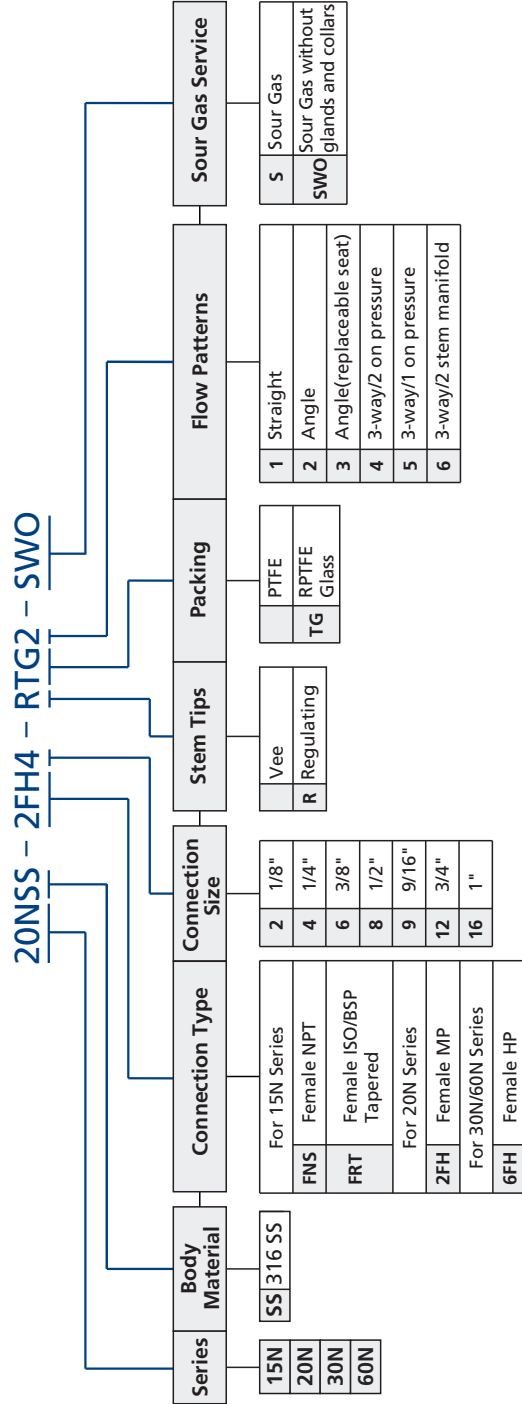 20NSS – 2FH4 – RTG2 – SWO
Series
15N
20N
30N
60N
Body
Material
SS 316 SS
Connection Type
For 15N Series
FNS Female NPT
FRT Female ISO/BSP
Tapered
For 20N Series
2FH Female MP
For 30N/60N Series
6FH Female HP
Connection
Size
2 1/8"
4 1/4"
6 3/8"
8 1/2"
9 9/16"
12 3/4"
16 1"
Stem Tips
Vee
R Regulating
Packing
PTFE
TG RPTFE
Glass
Flow Patterns
1 Straight
2 Angle
3 Angle(replaceable seat)
4 3-way/2 on pressure
5 3-way/1 on pressure
6 3-way/2 stem manifold
Sour Gas Service
S Sour Gas
SWO Sour Gas without
glands and collars